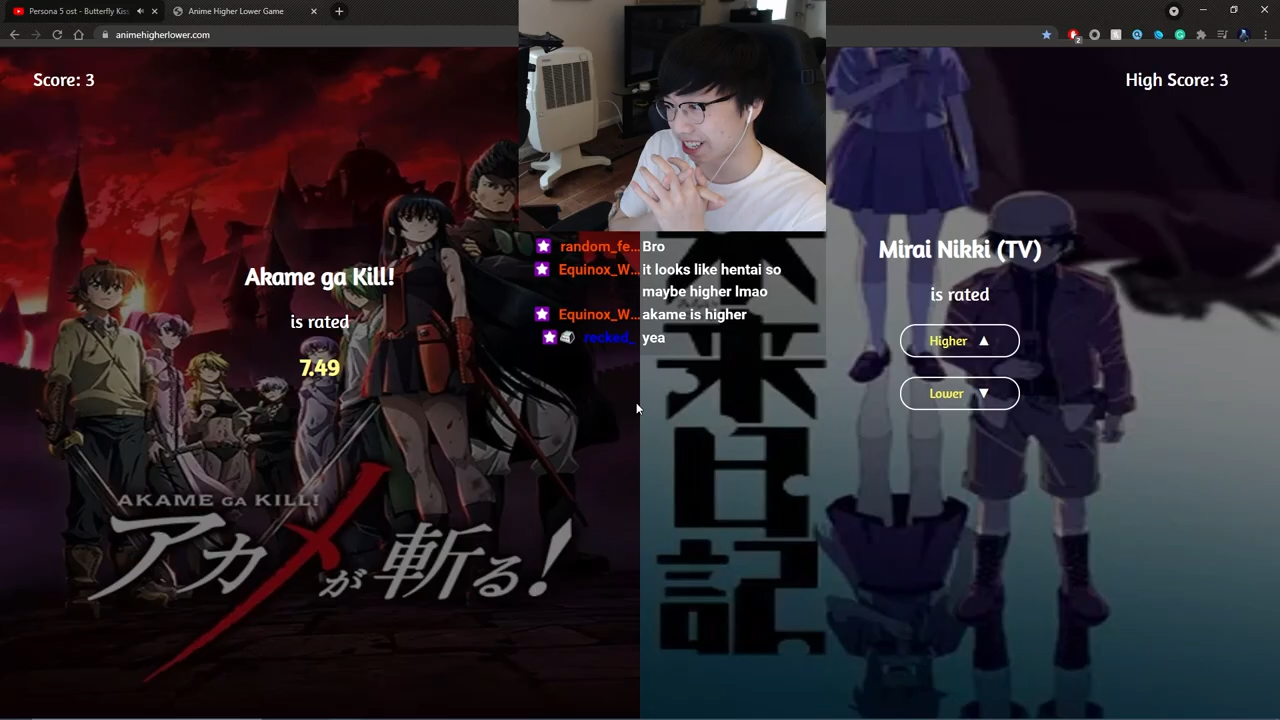 Persona 5 ost - Butterfly Kis
Anime Higher Lower Game
animehigherlower.com
2
Score: 3
High Score: 3
Akame ga Kill!
is rated
7.49
random_fe... Bro
Equinox_W... it looks like hentai so
maybe higher lmao
Equinox_W... akame is higher
recked_ yea
Mirai Nikki (TV)
is rated
Higher ▲
Lower ▼
AKAME GA KILL!
アカメが斬る!
未来日記